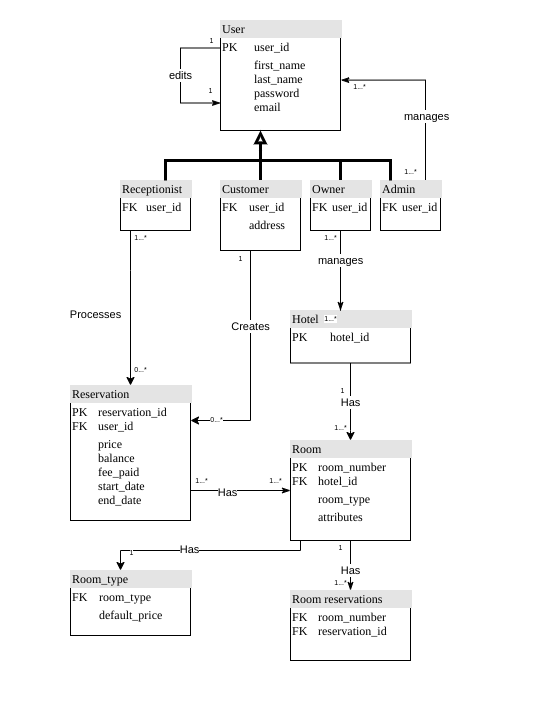 User
1
PK user_id
first_name
edits
last_name
password
1
email
1...*
manages
1...*
Receptionist
Customer
Owner
Admin
FK user_id
FK user_id
FK user_id
FK user_id
address
1...*
1
1...*
manages
Processes
Creates
Hotel 1...*
PK hotel_id
0...*
1
Has
Reservation
PK reservation_id
FK user_id
0...*
1...*
price
balance
fee_paid
start_date
end_date
Room
PK room_number
FK hotel_id
room_type
attributes
1...*
Has
1...*
1
Has
1
Has
1...*
Room_type
FK room_type
default_price
Room reservations
FK room_number
FK reservation_id